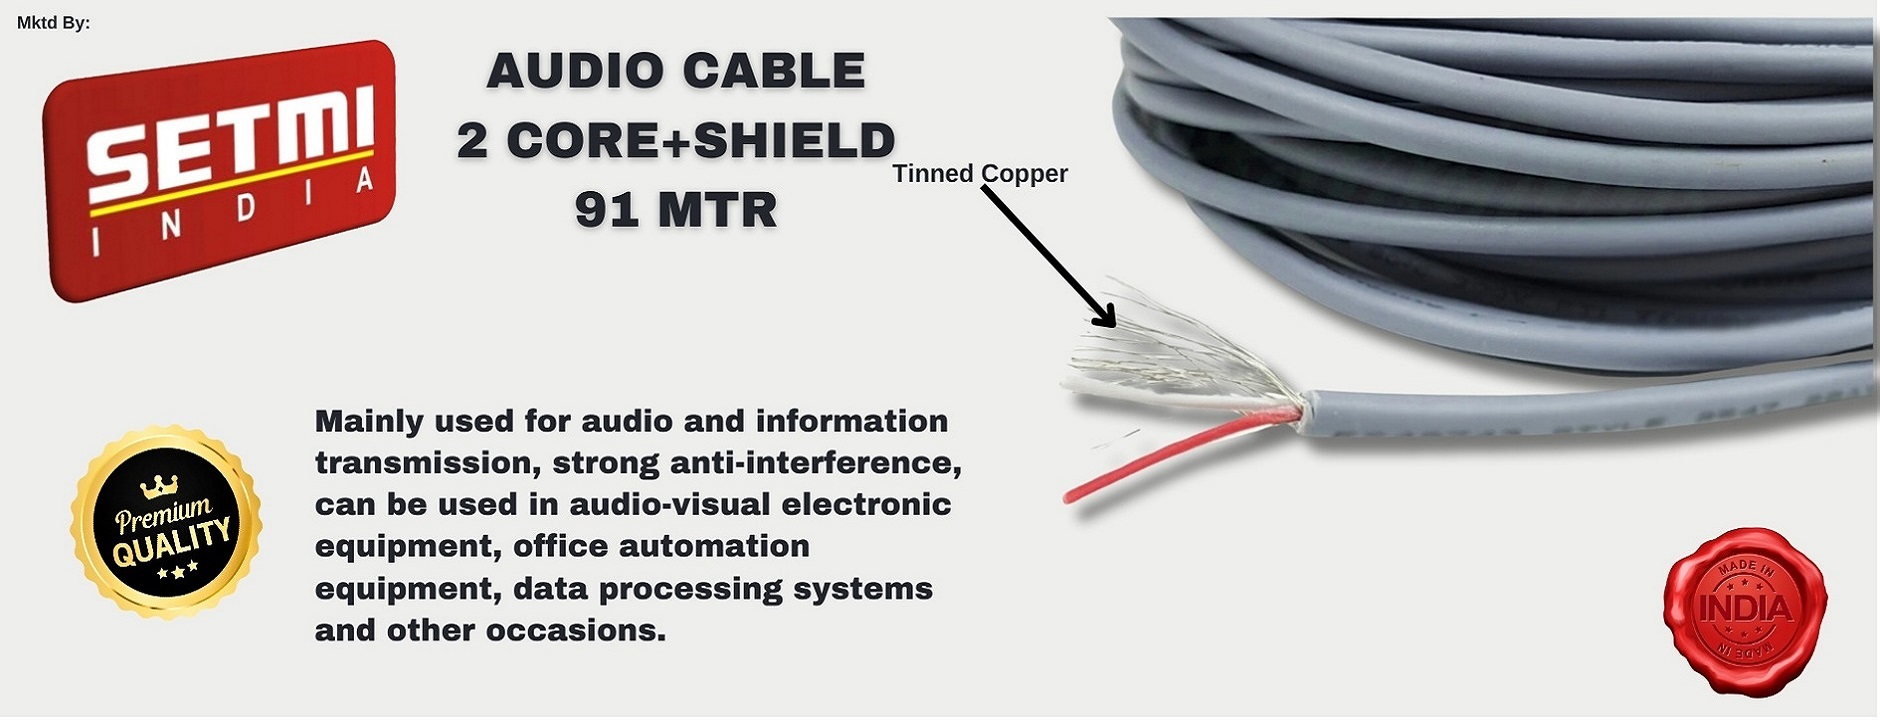 Mktd By:
SETMI
INDIA
AUDIO CABLE
2 CORE+SHIELD
91 MTR
Tinned Copper
Mainly used for audio and information
transmission, strong anti-interference,
can be used in audio-visual electronic
equipment, office automation
equipment, data processing systems
and other occasions.
Premium
QUALITY
STYLE
MADE IN
INDIA
MADE IN